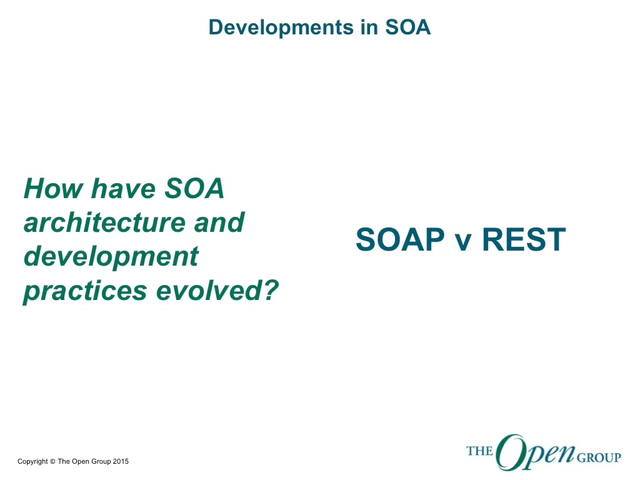 Developments in SOA
How have SOA
architecture and
development
practices evolved?
SOAP v REST
Copyright © The Open Group 2015
THE Open GROUP